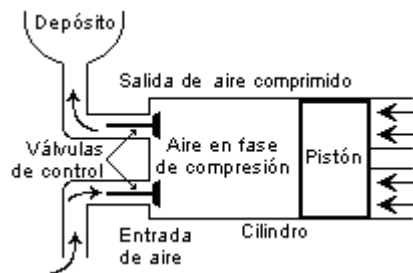 Depósito
Salida de aire comprimido
Válvulas
de control
Aire en fase
de compresión
Pistón
Entrada
de aire
Cilindro